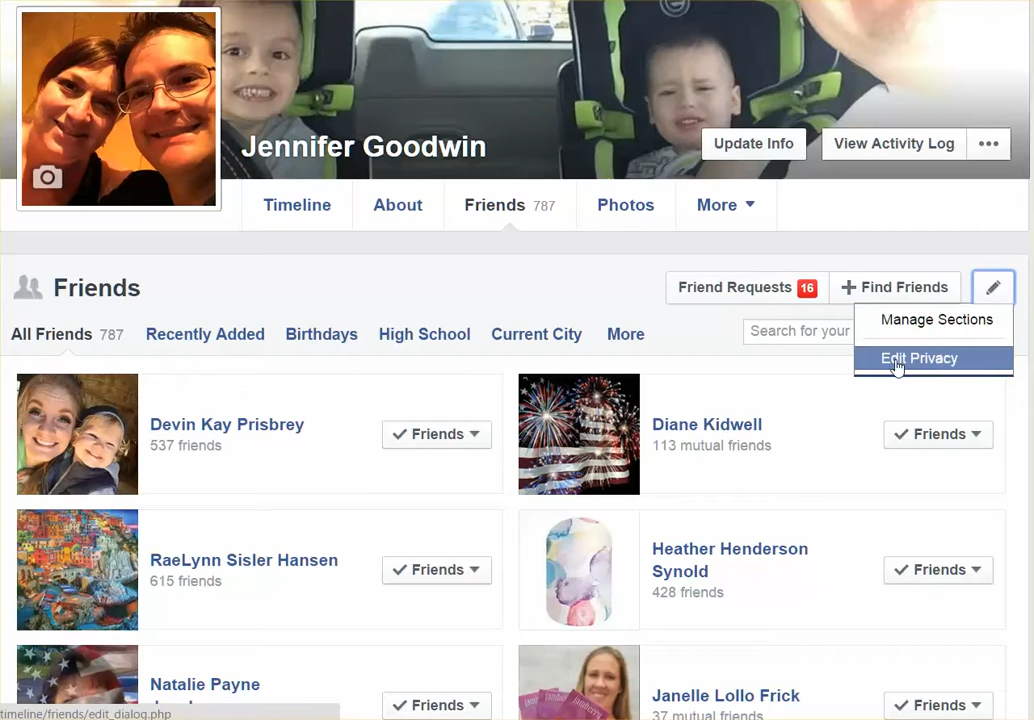 Jennifer Goodwin
Update Info
View Activity Log
Timeline
About
Friends 787
Photos
More
Friends
Friend Requests 16
Find Friends
Manage Sections
Edit Privacy
All Friends 787
Recently Added
Birthdays
High School
Current City
More
Search for your
Devin Kay Prisbrey
537 friends
Friends
Diane Kidwell
113 mutual friends
Friends
RaeLynn Sisler Hansen
615 friends
Friends
Heather Henderson
Synold
428 friends
Friends
Natalie Payne
Friends
Janelle Lollo Frick
37 mutual friends
Friends
timeline/friends/edit_dialog.php